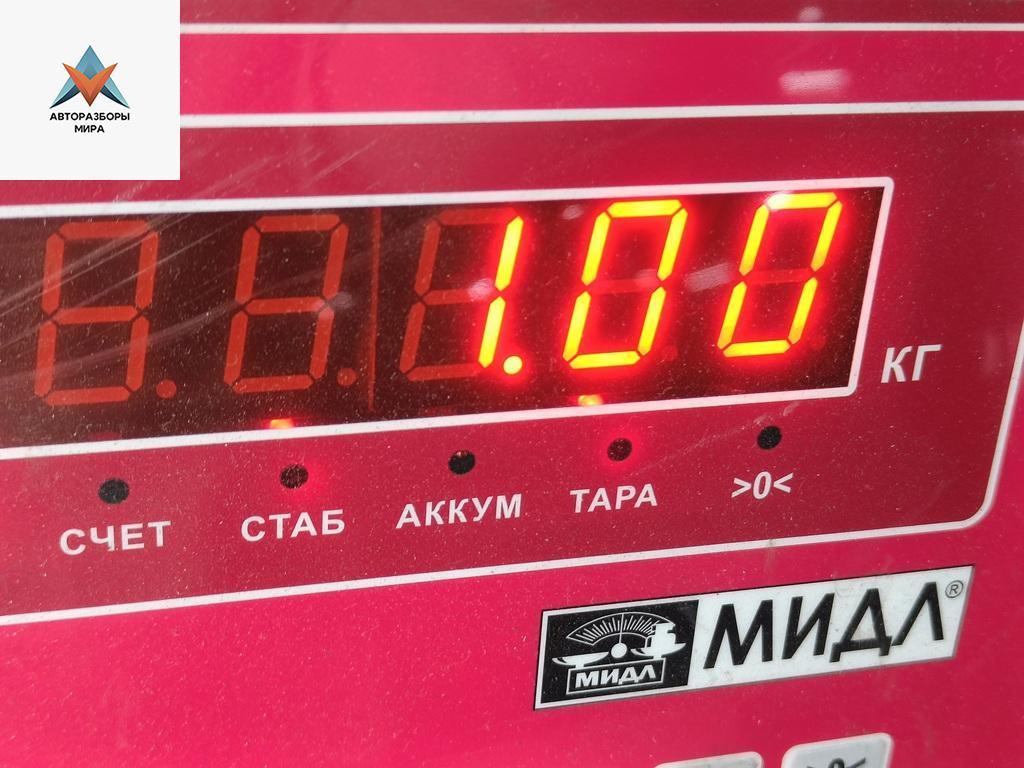 АВТОРАЗБОРЫ
МИРА
1.00
КГ
СЧЕТ СТАБ АККУМ ТАРА >0<
МИДЛ МИДЛ®